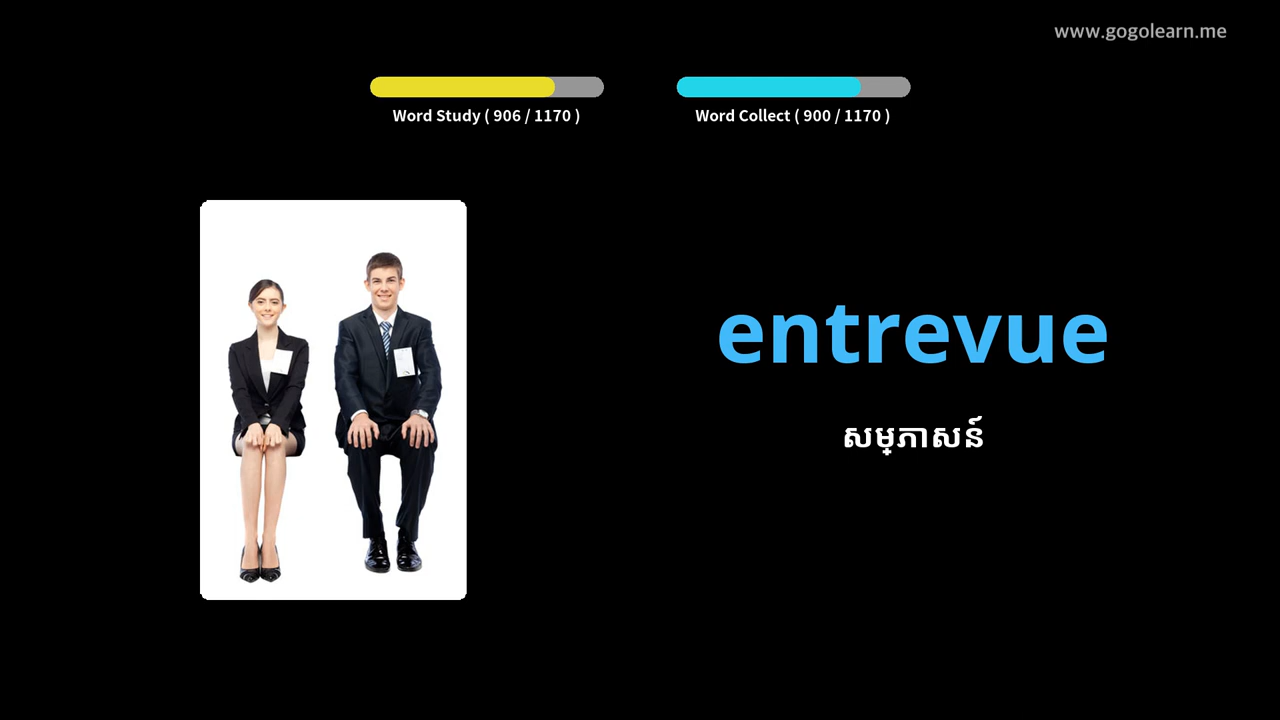 www.gogolearn.me
Word Study ( 906 / 1170 )
Word Collect ( 900 / 1170 )
entrevue
សម្ភាសន៍